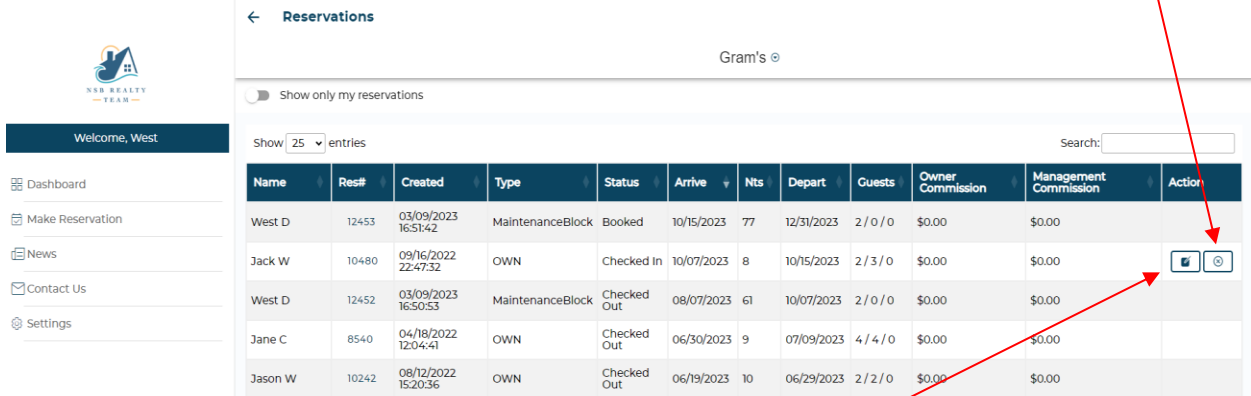 ← Reservations
Gram's
NSB REALTY
— TEAM —
Show only my reservations
Welcome, West
Show 25 entries
Search:
Dashboard
Make Reservation
News
Contact Us
Settings
Name Res# Created Type Status Arrive Nts Depart Guests Owner Commission Management Commission Action
West D 12453 03/09/2023 16:51:42 MaintenanceBlock Booked 10/15/2023 77 12/31/2023 2 / 0 / 0 $0.00 $0.00
Jack W 10480 09/16/2022 22:47:32 OWN Checked In 10/07/2023 8 10/15/2023 2 / 3 / 0 $0.00 $0.00
West D 12452 03/09/2023 16:50:53 MaintenanceBlock Checked Out 08/07/2023 61 10/07/2023 2 / 0 / 0 $0.00 $0.00
Jane C 8540 04/18/2022 12:04:41 OWN Checked Out 06/30/2023 9 07/09/2023 4 / 4 / 0 $0.00 $0.00
Jason W 10242 08/12/2022 15:20:36 OWN Checked Out 06/19/2023 10 06/29/2023 2 / 2 / 0 $0.00 $0.00